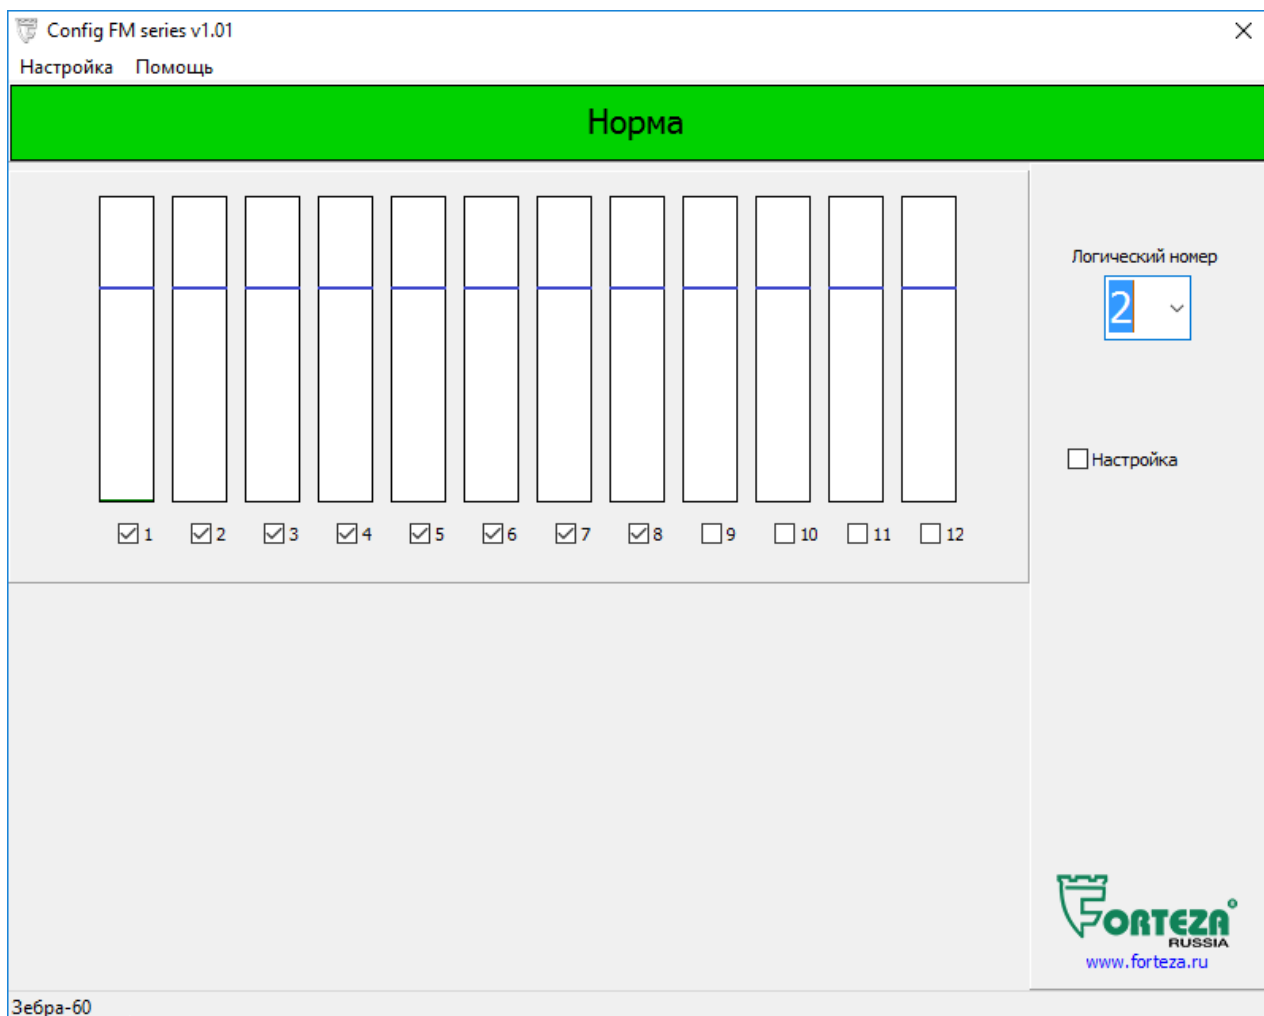 Config FM series v1.01
Настройка Помощь
Норма
Логический номер
2
Настройка
1 2 3 4 5 6 7 8 9 10 11 12
FORTEZA®
RUSSIA
www.forteza.ru
Зебра-60